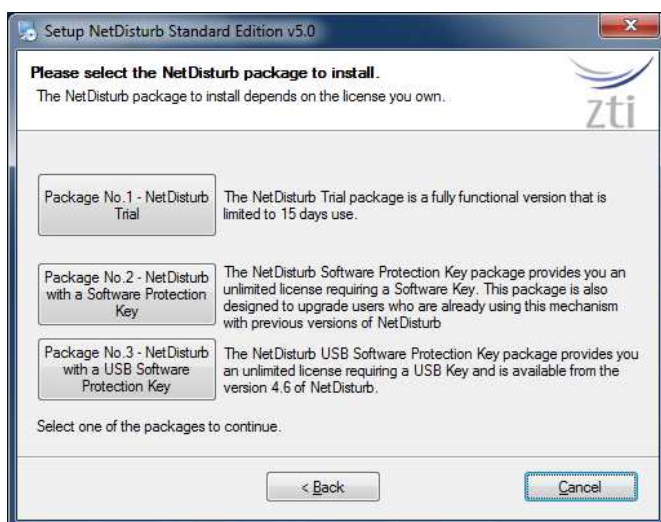 Setup NetDisturb Standard Edition v5.0
Please select the NetDisturb package to install.
The NetDisturb package to install depends on the license you own.
zti
Package No.1 - NetDisturb
Trial
The NetDisturb Trial package is a fully functional version that is
limited to 15 days use.
Package No.2 - NetDisturb
with a Software Protection
Key
The NetDisturb Software Protection Key package provides you an
unlimited license requiring a Software Key. This package is also
designed to upgrade users who are already using this mechanism
with previous versions of NetDisturb
Package No.3 - NetDisturb
with a USB Software
Protection Key
The NetDisturb USB Software Protection Key package provides you
an unlimited license requiring a USB Key and is available from the
version 4.6 of NetDisturb.
Select one of the packages to continue.
< Back
Cancel